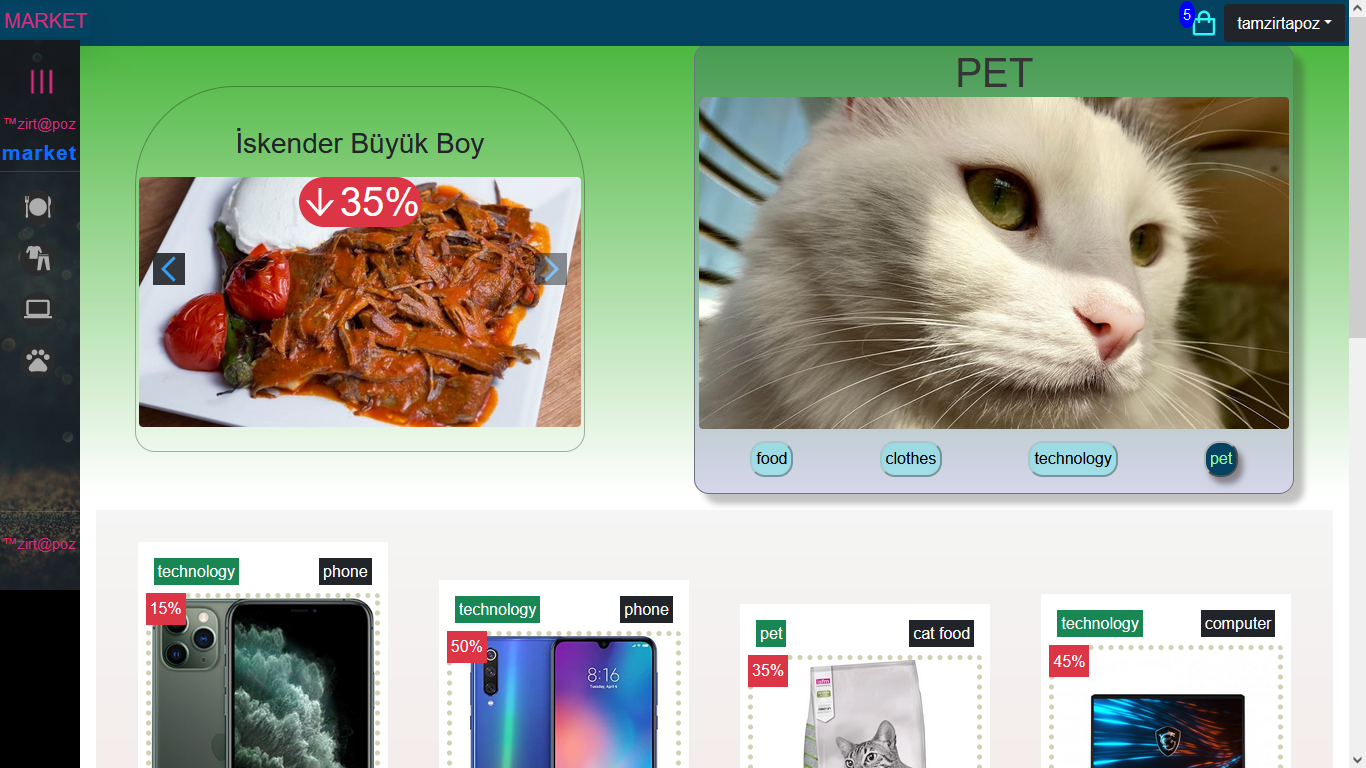 MARKET
5
tamzirtapoz
™zirt@poz
market
İskender Büyük Boy
35%
PET
food
clothes
technology
pet
™zirt@poz
technology
phone
15%
technology
phone
50%
8:16
pet
cat food
35%
technology
computer
45%